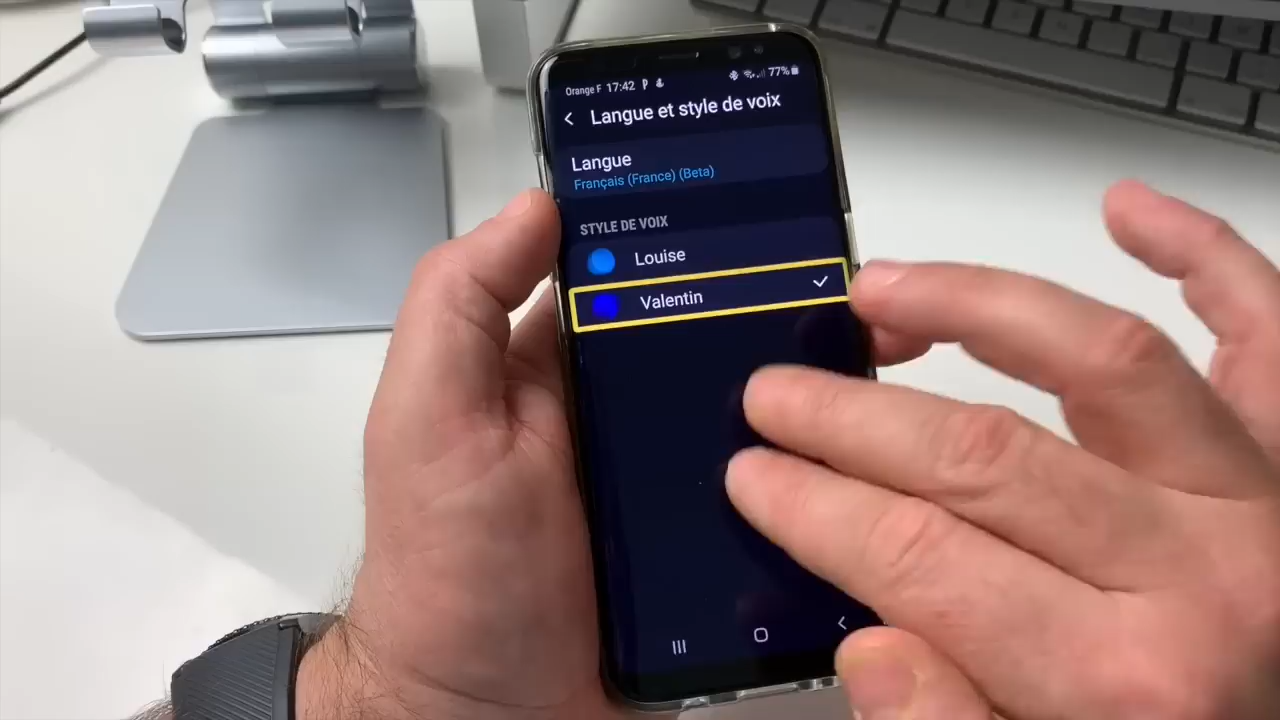 Orange F 17:42 77%
Langue et style de voix
Langue
Français (France) (Beta)
STYLE DE VOIX
Louise
Valentin